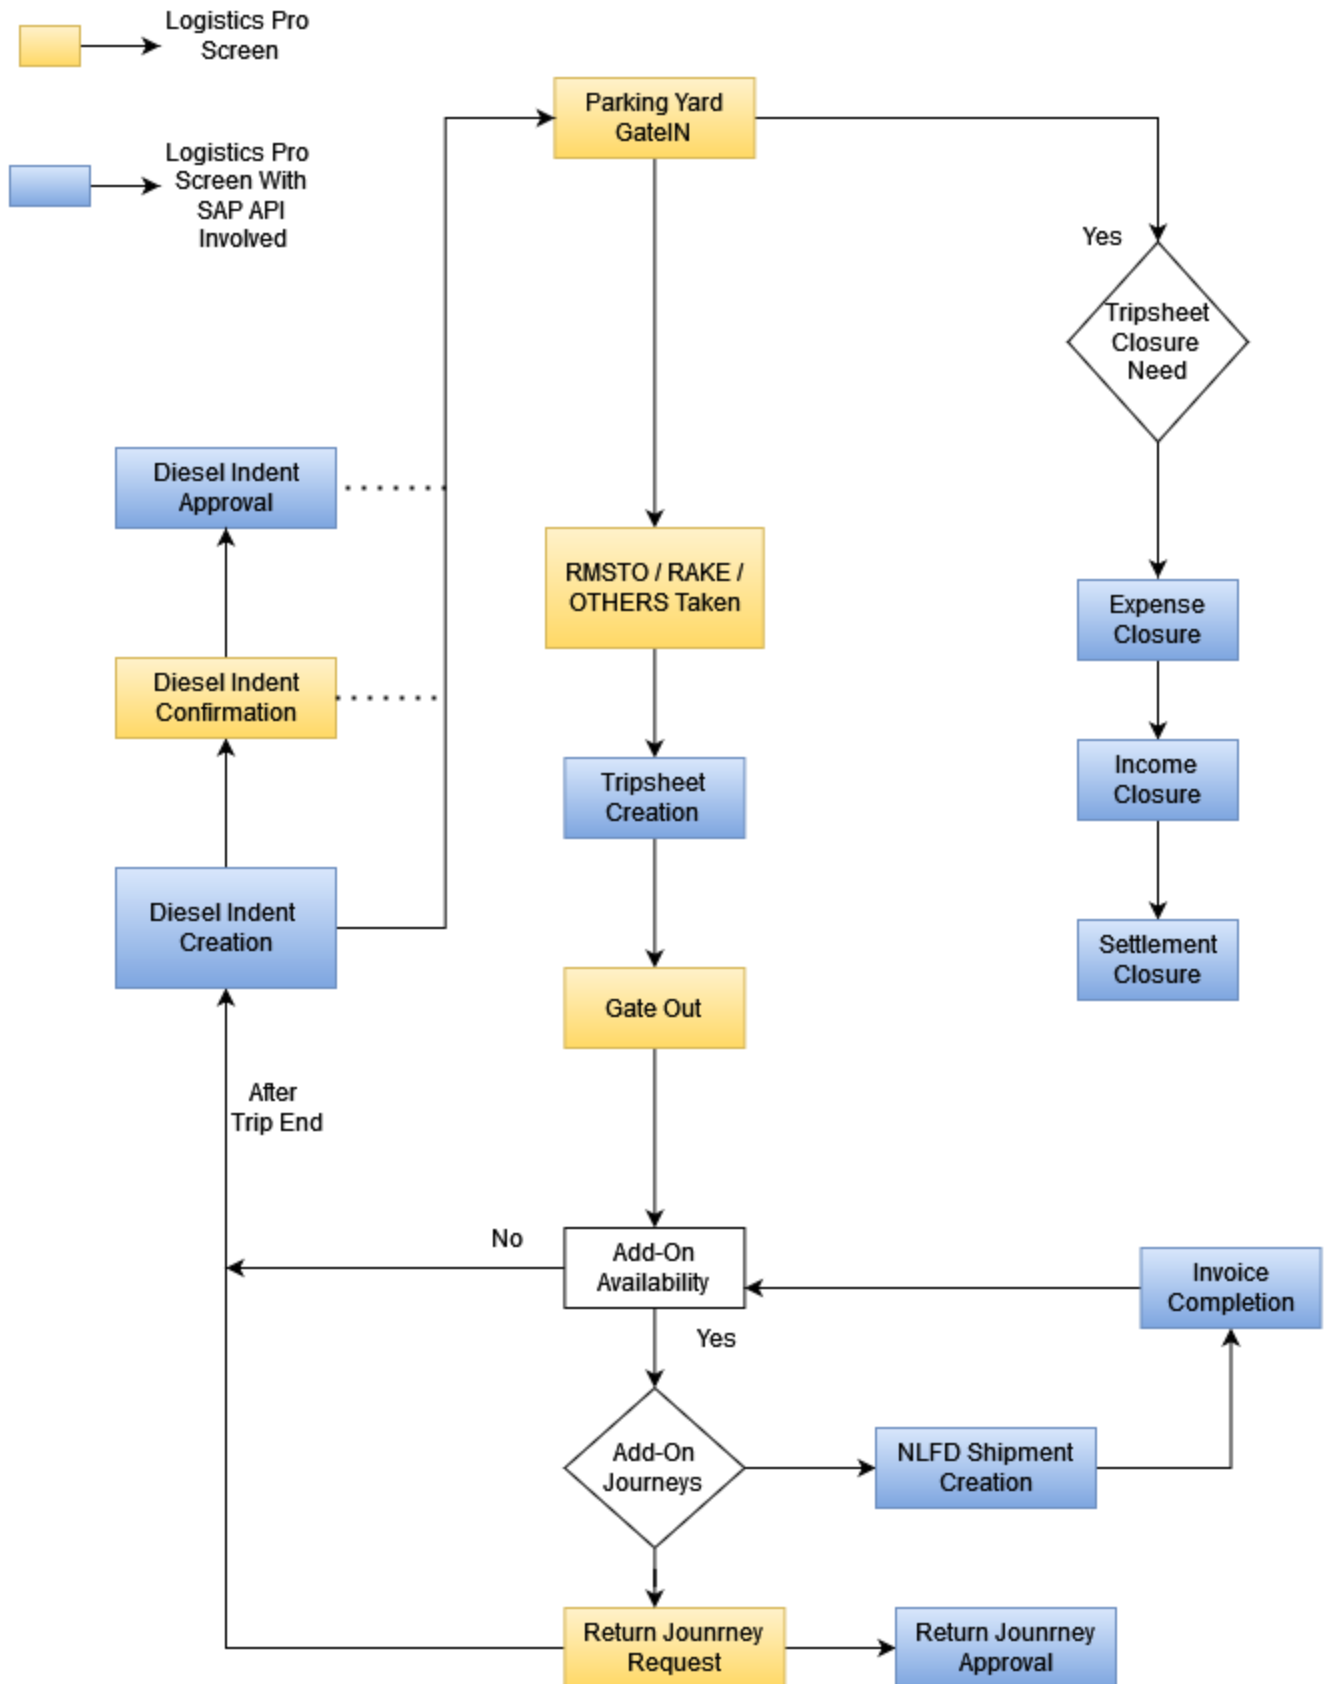 Logistics Pro
Screen
Logistics Pro
Screen With
SAP API
Involved
Parking Yard
GateIN
Yes
Tripsheet
Closure
Need
Diesel Indent
Approval
RMSTO / RAKE /
OTHERS Taken
Expense
Closure
Diesel Indent
Confirmation
Income
Closure
Tripsheet
Creation
Diesel Indent
Creation
Settlement
Closure
Gate Out
After
Trip End
No
Add-On
Availability
Invoice
Completion
Yes
Add-On
Journeys
NLFD Shipment
Creation
Return Jounrney
Request
Return Jounrney
Approval